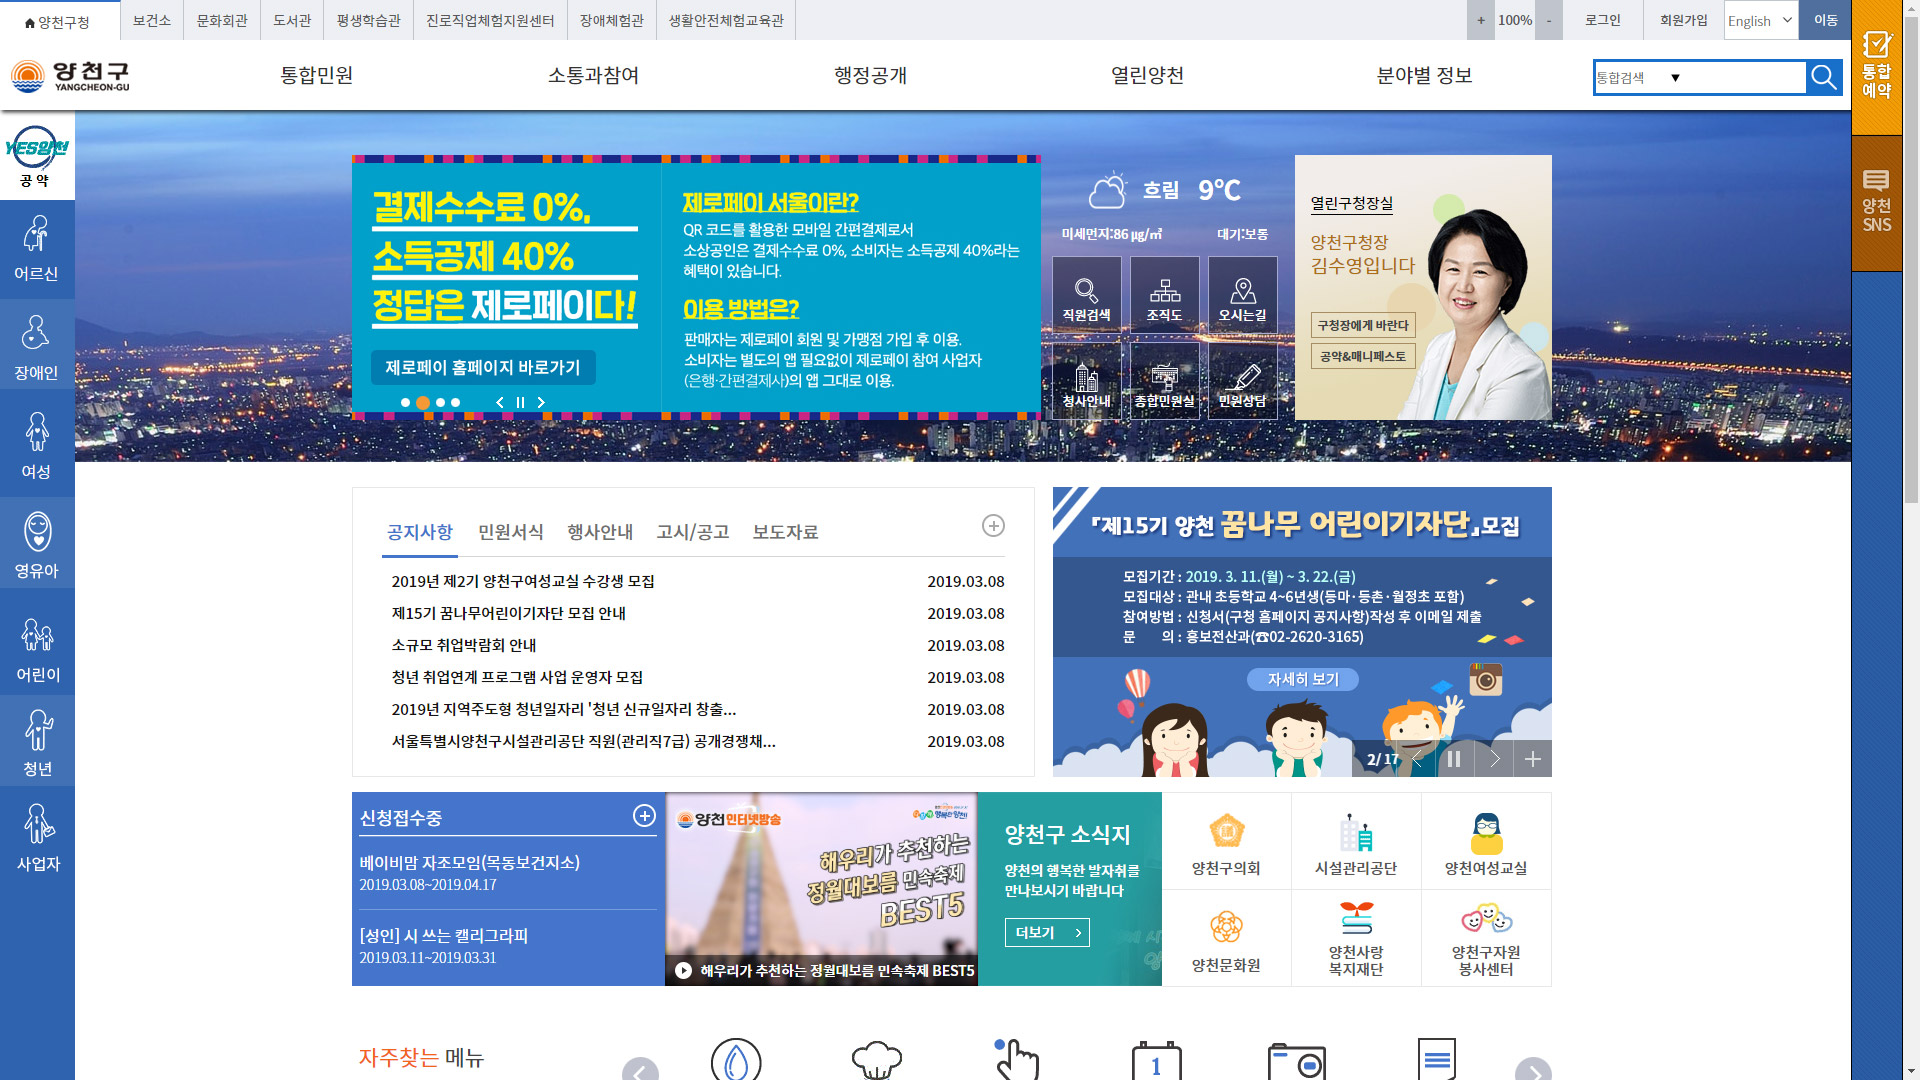 양천구청
보건소
문화회관
도서관
평생학습관
진로직업체험지원센터
장애체험관
생활안전체험교육관
+
100%
-
로그인
회원가입
English
이동
통합
예약
양천
SNS
양천구
YANGCHEON-GU
통합민원
소통과참여
행정공개
열린양천
분야별 정보
통합검색
YES양천
공 약
어르신
장애인
여성
영유아
어린이
청년
사업자
결제수수료 0%,
소득공제 40%
정답은 제로페이다!
제로페이 홈페이지 바로가기
제로페이 서울이란?
QR 코드를 활용한 모바일 간편결제로서
소상공인은 결제수수료 0%, 소비자는 소득공제 40%라는
혜택이 있습니다.
이용 방법은?
판매자는 제로페이 회원 및 가맹점 가입 후 이용.
소비자는 별도의 앱 필요없이 제로페이 참여 사업자
(은행·간편결제사)의 앱 그대로 이용.
흐림 9℃
미세먼지:86 ㎍/㎥ 대기:보통
직원검색
조직도
오시는길
청사안내
종합민원실
민원상담
열린구청장실
양천구청장
김수영입니다
구청장에게 바란다
공약&매니페스토
공지사항
민원서식
행사안내
고시/공고
보도자료
2019년 제2기 양천구여성교실 수강생 모집 2019.03.08
제15기 꿈나무어린이기자단 모집 안내 2019.03.08
소규모 취업박람회 안내 2019.03.08
청년 취업연계 프로그램 사업 운영자 모집 2019.03.08
2019년 지역주도형 청년일자리 '청년 신규일자리 창출... 2019.03.08
서울특별시양천구시설관리공단 직원(관리직7급) 공개경쟁채... 2019.03.08
「제15기 양천 꿈나무 어린이기자단」모집
모집기간 : 2019. 3. 11.(월) ~ 3. 22.(금)
모집대상 : 관내 초등학교 4~6년생(등마·등촌·월정초 포함)
참여방법 : 신청서(구청 홈페이지 공지사항)작성 후 이메일 제출
문 의 : 홍보전산과(☎02-2620-3165)
자세히 보기
2/17
신청접수중
베이비맘 자조모임(목동보건지소)
2019.03.08~2019.04.17
[성인] 시 쓰는 캘리그라피
2019.03.11~2019.03.31
양천인터넷방송
해우리가 추천하는
정월대보름 민속축제
BEST5
해우리가 추천하는 정월대보름 민속축제 BEST5
양천구 소식지
양천의 행복한 발자취를
만나보시기 바랍니다
더보기
양천구의회
시설관리공단
양천여성교실
양천문화원
양천사랑
복지재단
양천구자원
봉사센터
자주찾는 메뉴
1